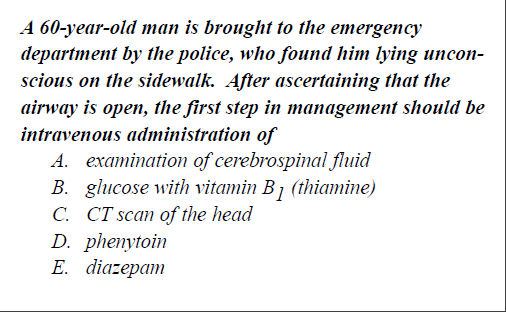 A 60-year-old man is brought to the emergency
department by the police, who found him lying uncon-
scious on the sidewalk. After ascertaining that the
airway is open, the first step in management should be
intravenous administration of
A. examination of cerebrospinal fluid
B. glucose with vitamin B1 (thiamine)
C. CT scan of the head
D. phenytoin
E. diazepam